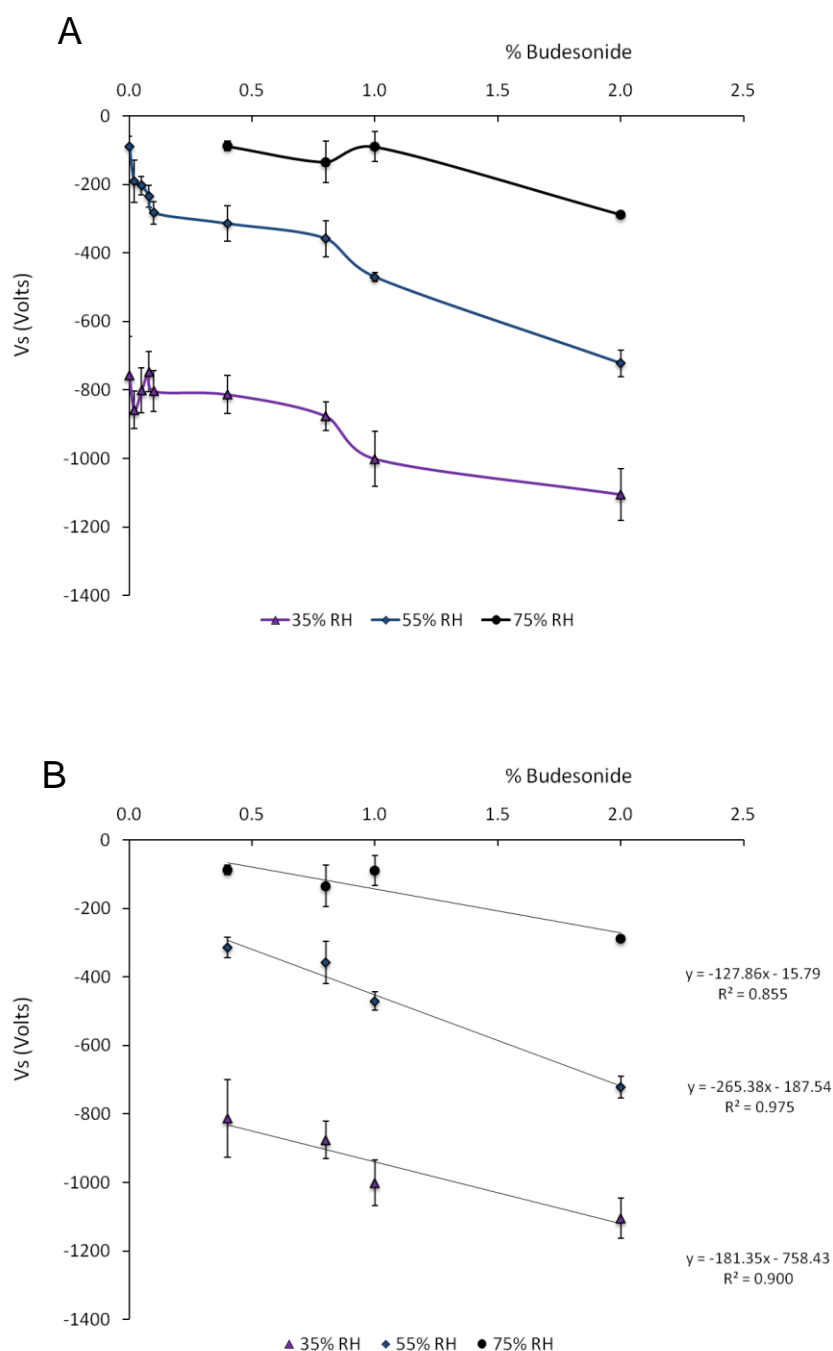 A
% Budesonide
0.0 0.5 1.0 1.5 2.0 2.5
0
-200
-400
-600
-800
-1000
-1200
-1400
Vs (Volts)
35% RH 55% RH 75% RH
B
% Budesonide
0.0 0.5 1.0 1.5 2.0 2.5
0
-200
-400
-600
-800
-1000
-1200
-1400
Vs (Volts)
y = -127.86x - 15.79
R² = 0.855
y = -265.38x - 187.54
R² = 0.975
y = -181.35x - 758.43
R² = 0.900
35% RH 55% RH 75% RH